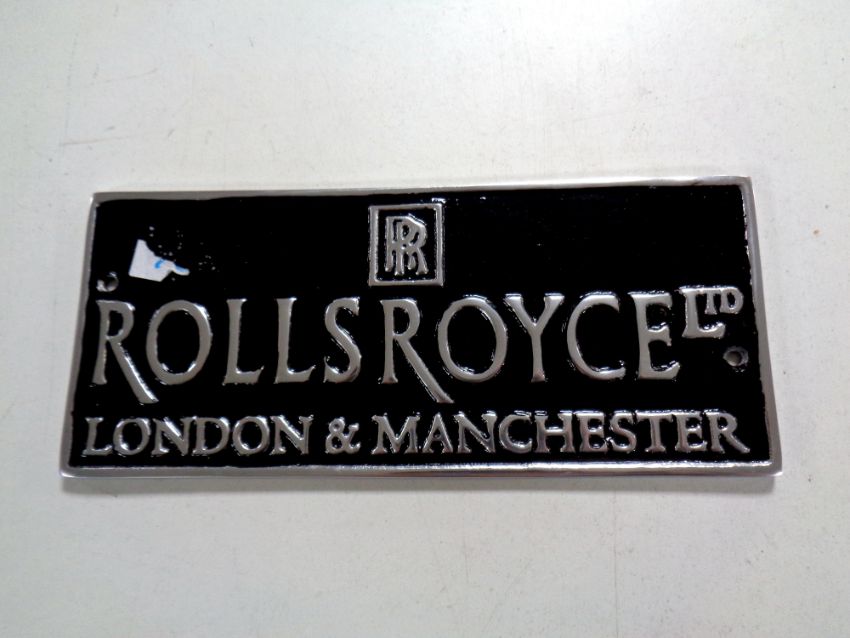 RR
ROLLS ROYCE LTD
LONDON & MANCHESTER